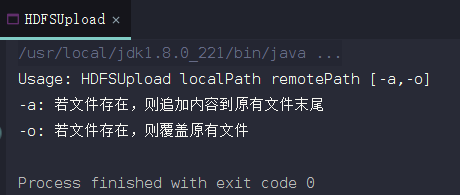 HDFSUpload ×
/usr/local/jdk1.8.0_221/bin/java ...
Usage: HDFSUpload localPath remotePath [-a,-o]
-a: 若文件存在，则追加内容到原有文件末尾
-o: 若文件存在，则覆盖原有文件
Process finished with exit code 0